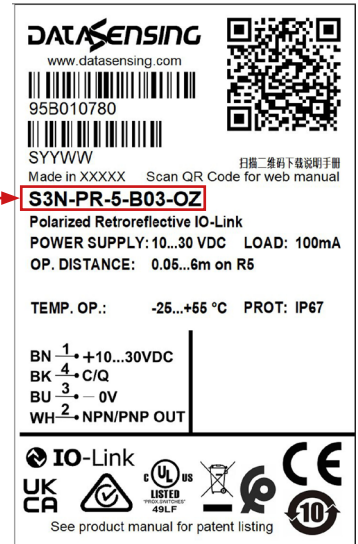 DATASENSING
www.datasensing.com
95B010780
SYYWW
扫描二维码下载说明手册
Made in XXXXX Scan QR Code for web manual
S3N-PR-5-B03-OZ
Polarized Retroreflective IO-Link
POWER SUPPLY: 10...30 VDC LOAD: 100mA
OP. DISTANCE: 0.05...6m on R5
TEMP. OP.: -25...+55 °C PROT: IP67
BN 1 +10...30VDC
BK 4 C/Q
BU 3 — 0V
WH 2 NPN/PNP OUT
IO-Link
UK
CA
C UL US
LISTED
"PROX.SWITCHES"
49LF
CE
10
See product manual for patent listing